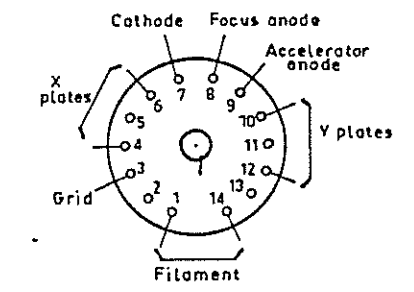 Cathode
Focus anode
Accelerator
anode
X
plates
6
7
8
9
10
5
4
11
Y plates
3
12
Grid
2
13
1
14
Filament